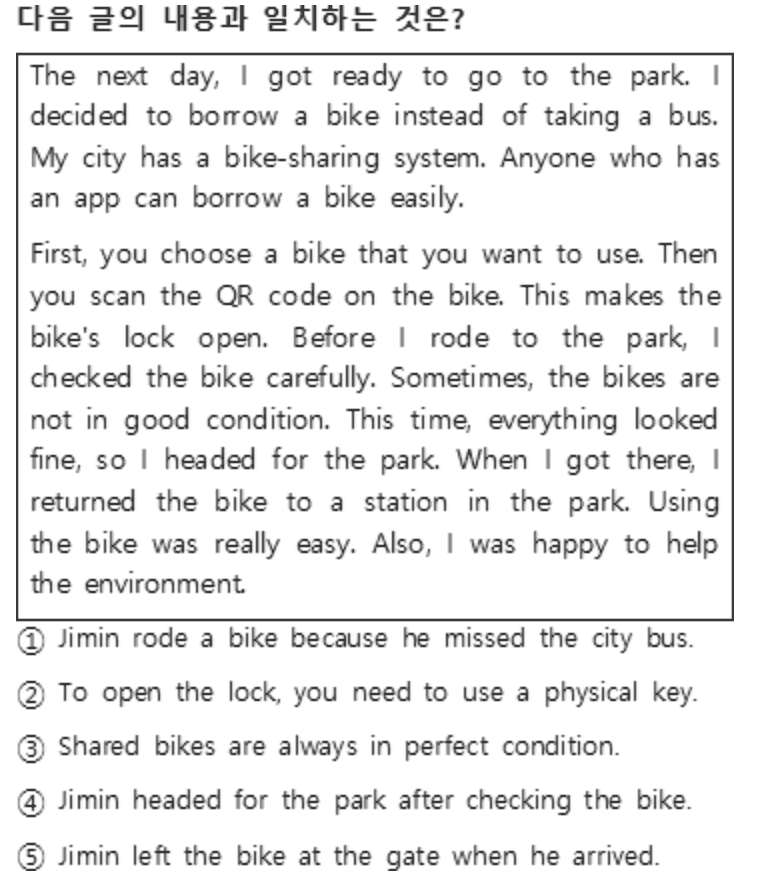 다음 글의 내용과 일치하는 것은?
The next day, I got ready to go to the park. I
decided to borrow a bike instead of taking a bus.
My city has a bike-sharing system. Anyone who has
an app can borrow a bike easily.
First, you choose a bike that you want to use. Then
you scan the QR code on the bike. This makes the
bike's lock open. Before I rode to the park, I
checked the bike carefully. Sometimes, the bikes are
not in good condition. This time, everything looked
fine, so I headed for the park. When I got there, I
returned the bike to a station in the park. Using
the bike was really easy. Also, I was happy to help
the environment.
① Jimin rode a bike because he missed the city bus.
② To open the lock, you need to use a physical key.
③ Shared bikes are always in perfect condition.
④ Jimin headed for the park after checking the bike.
⑤ Jimin left the bike at the gate when he arrived.